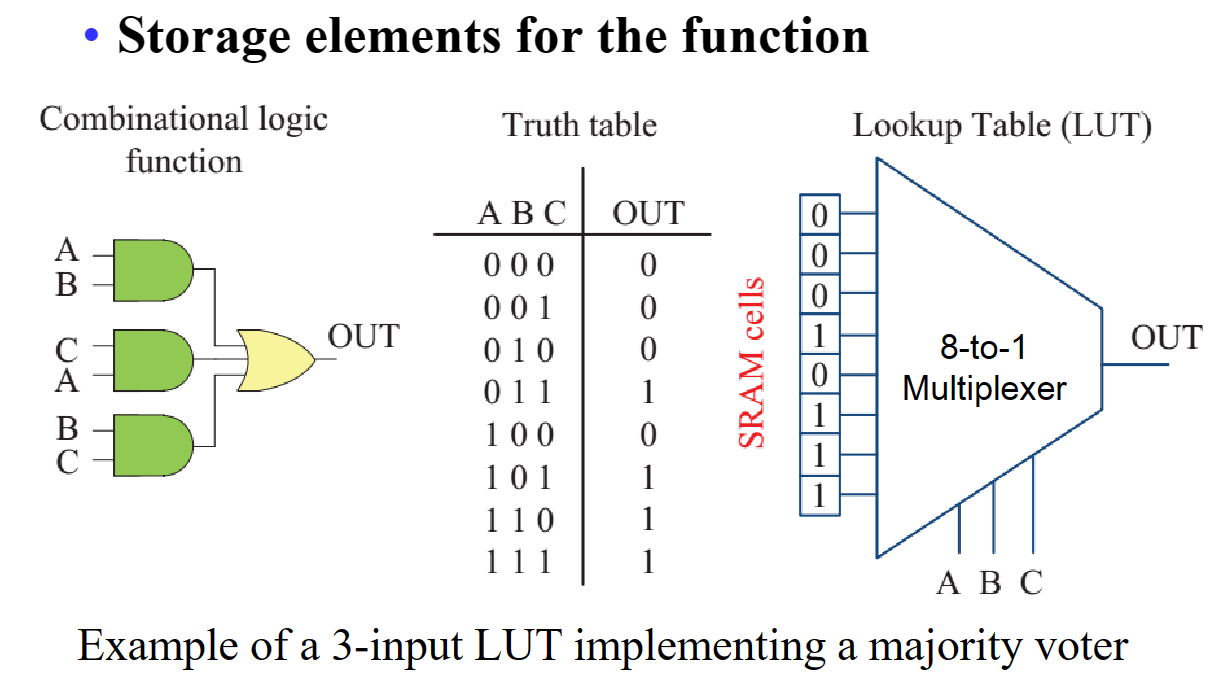 • Storage elements for the function
Combinational logic
function
A
B
C
A
B
C
OUT
Truth table
A B C OUT
0 0 0 0
0 0 1 0
0 1 0 0
0 1 1 1
1 0 0 0
1 0 1 1
1 1 0 1
1 1 1 1
Lookup Table (LUT)
SRAM cells
0
0
0
1
0
1
1
1
8-to-1
Multiplexer
OUT
A B C
Example of a 3-input LUT implementing a majority voter